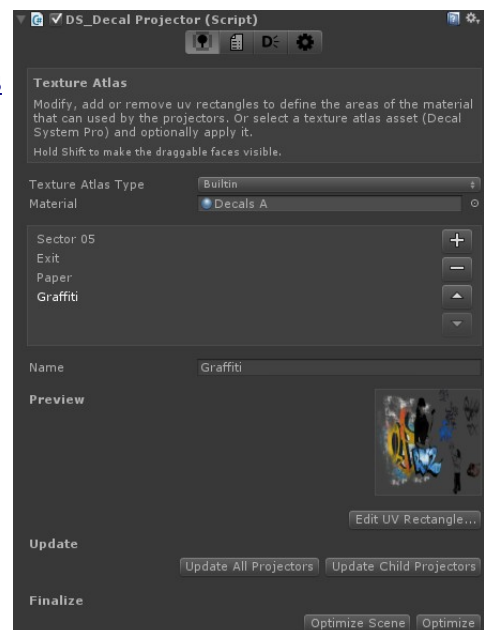 DS_Decal Projector (Script)
D
Texture Atlas
Modify, add or remove uv rectangles to define the areas of the material
that can used by the projectors. Or select a texture atlas asset (Decal
System Pro) and optionally apply it.
Hold Shift to make the draggable faces visible.
Texture Atlas Type Builtin
Material Decals A
Sector 05
Exit
Paper
Graffiti
Name Graffiti
Preview
Edit UV Rectangle...
Update
Update All Projectors Update Child Projectors
Finalize
Optimize Scene Optimize